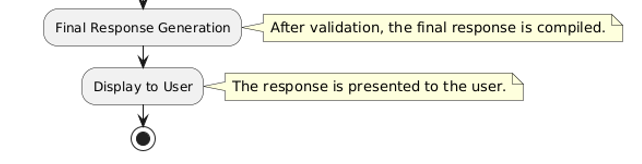 Final Response Generation
After validation, the final response is compiled.
Display to User
The response is presented to the user.